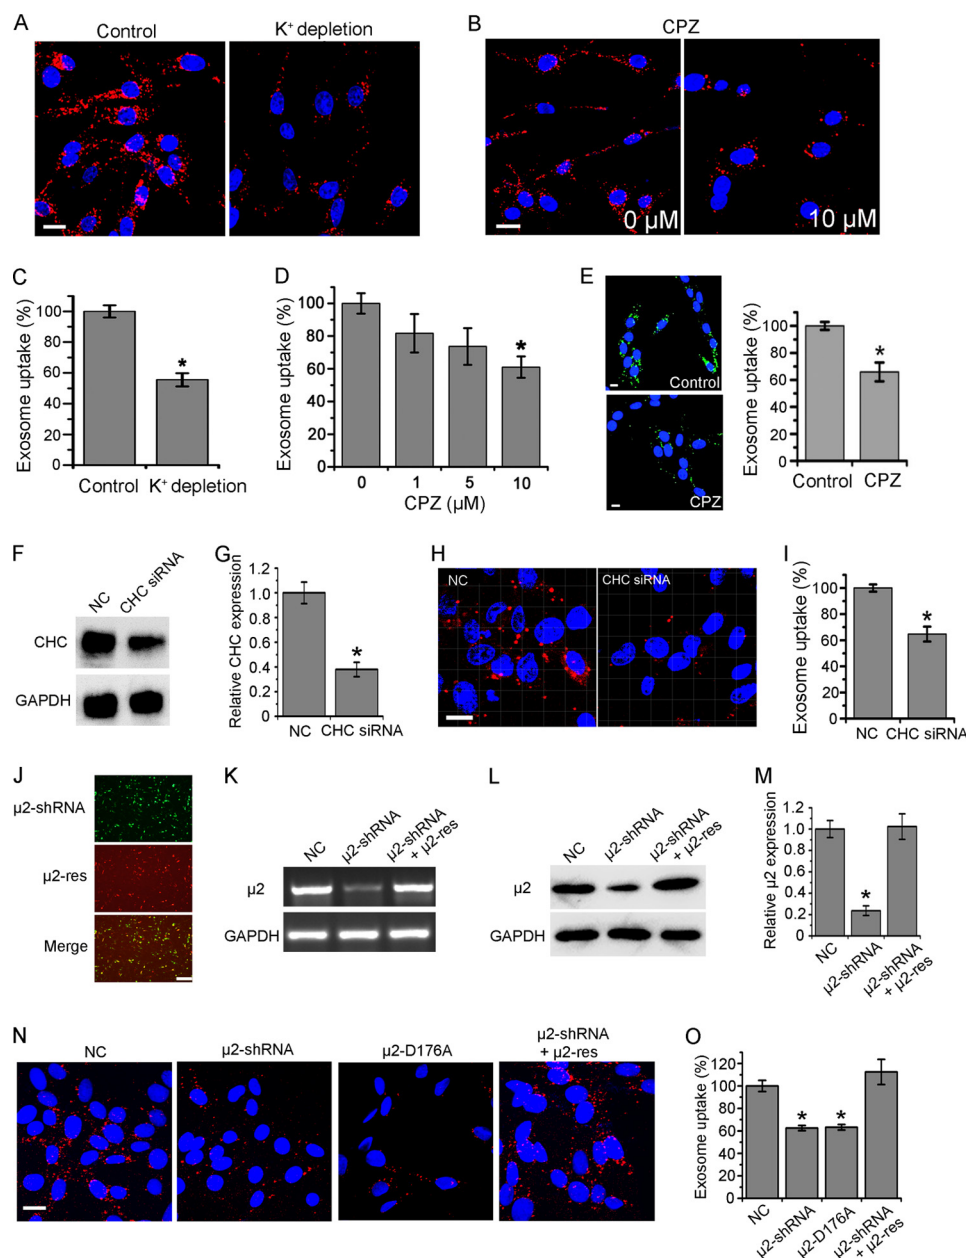 A
Control
K+ depletion
B
CPZ
0 µM
10 µM
C
Exosome uptake (%)
100
80
60
40
20
0
Control
K+ depletion
*
D
Exosome uptake (%)
100
80
60
40
20
0
0
1
5
10
CPZ (µM)
*
E
Control
CPZ
Exosome uptake (%)
100
80
60
40
20
0
Control
CPZ
*
F
NC
CHC siRNA
CHC
GAPDH
G
Relative CHC expression
1.2
1.0
0.8
0.6
0.4
0.2
0
NC
CHC siRNA
*
H
NC
CHC siRNA
I
Exosome uptake (%)
100
80
60
40
20
0
NC
CHC siRNA
*
J
µ2-shRNA
µ2-res
Merge
K
NC
µ2-shRNA
µ2-shRNA
+ µ2-res
µ2
GAPDH
L
NC
µ2-shRNA
µ2-shRNA
+ µ2-res
µ2
GAPDH
M
Relative µ2 expression
1.2
1.0
0.8
0.6
0.4
0.2
0
NC
µ2-shRNA
µ2-shRNA
+ µ2-res
*
N
NC
µ2-shRNA
µ2-D176A
µ2-shRNA
+ µ2-res
O
Exosome uptake (%)
120
100
80
60
40
20
0
NC
µ2-shRNA
µ2-D176A
µ2-shRNA
+ µ2-res
*
*